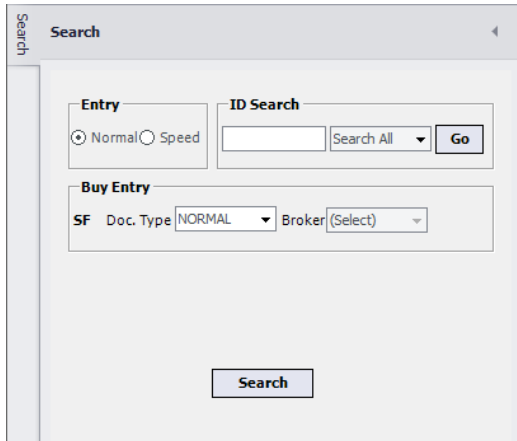 Search
Search
Entry
Normal Speed
ID Search
Search All Go
Buy Entry
SF Doc. Type NORMAL Broker (Select)
Search